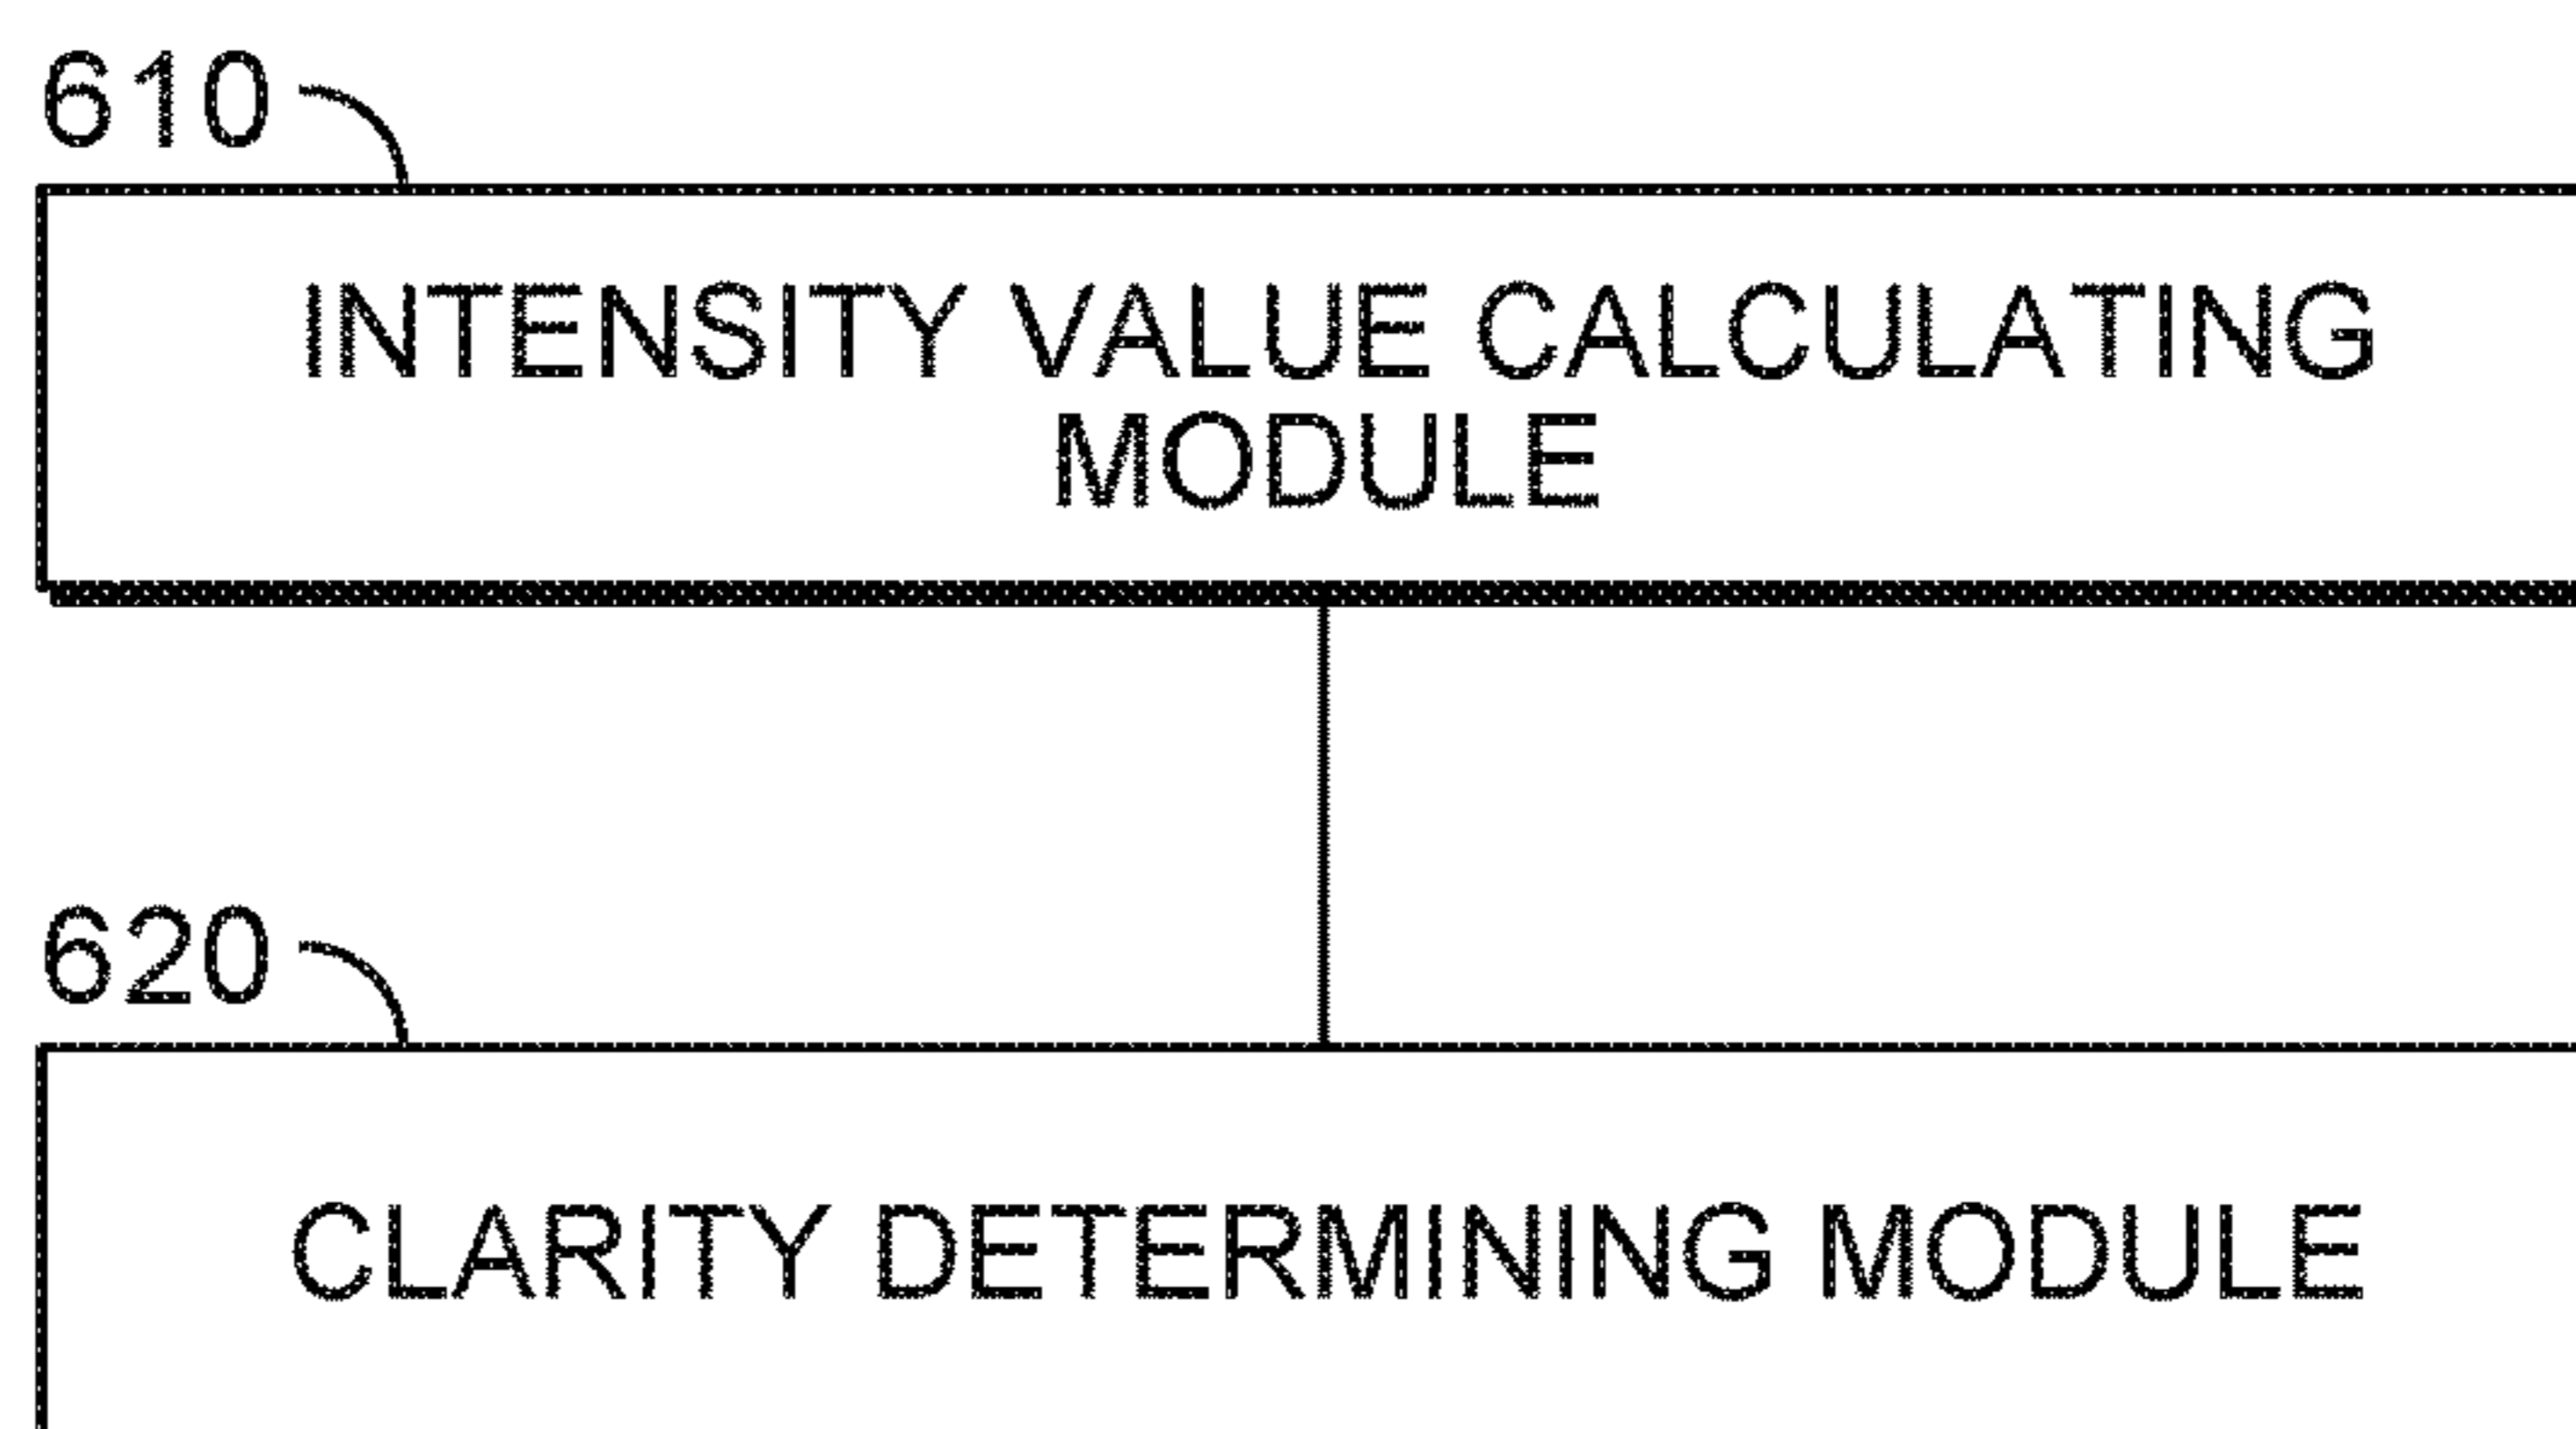 610
INTENSITY VALUE CALCULATING
MODULE
620
CLARITY DETERMINING MODULE